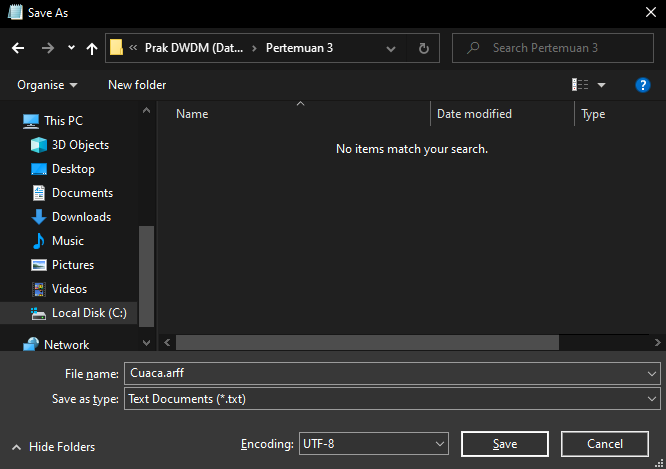 Save As
Prak DWDM (Dat... Pertemuan 3
Search Pertemuan 3
Organise New folder
Name Date modified Type
No items match your search.
This PC
3D Objects
Desktop
Documents
Downloads
Music
Pictures
Videos
Local Disk (C:)
Network
File name: Cuaca.arff
Save as type: Text Documents (*.txt)
Hide Folders Encoding: UTF-8 Save Cancel